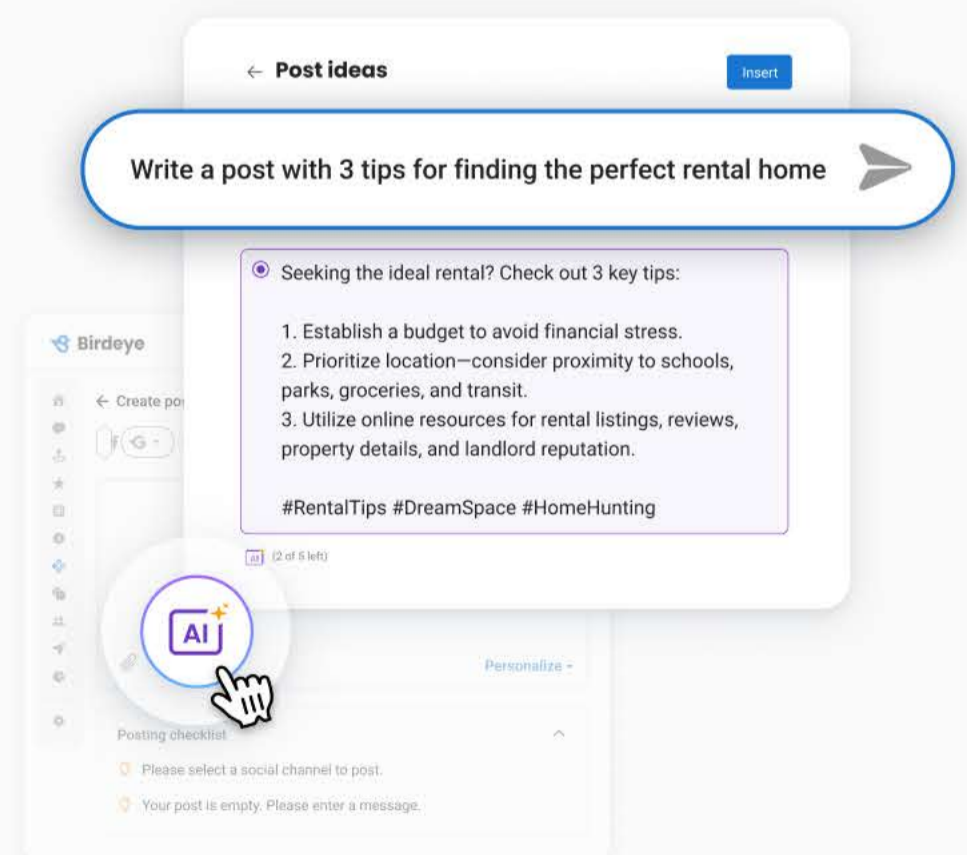 ← Post ideas
Insert
Write a post with 3 tips for finding the perfect rental home
Seeking the ideal rental? Check out 3 key tips:
1. Establish a budget to avoid financial stress.
2. Prioritize location—consider proximity to schools,
parks, groceries, and transit.
3. Utilize online resources for rental listings, reviews,
property details, and landlord reputation.
#RentalTips #DreamSpace #HomeHunting
AI (2 of 5 left)
Birdeye
← Create
G
AI
Personalize
Posting checklist
Please select a social channel to post.
Your post is empty. Please enter a message.